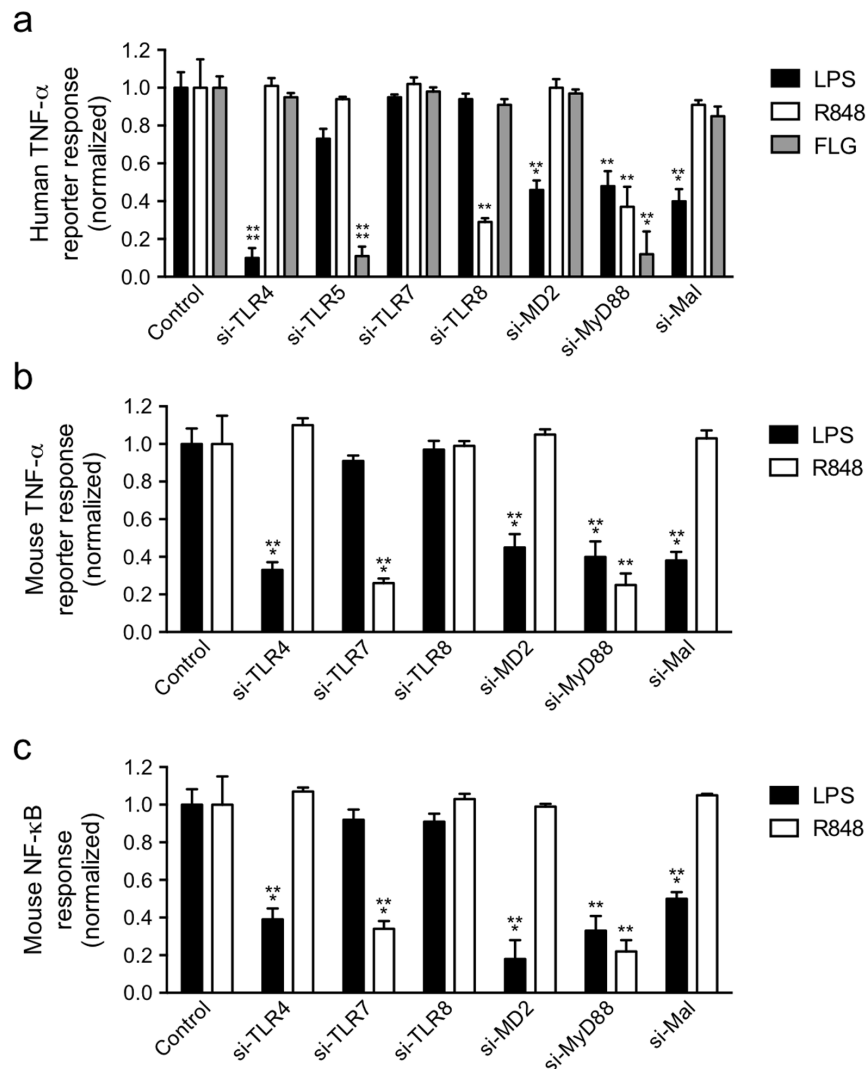 a
Human TNF-α
reporter response
(normalized)
1.2
1.0
0.8
0.6
0.4
0.2
0.0
** **
** **
**
** *
** *
**
** *
** *
Control
si-TLR4
si-TLR5
si-TLR7
si-TLR8
si-MD2
si-MyD88
si-Mal
LPS
R848
FLG
b
Mouse TNF-α
reporter response
(normalized)
1.2
1.0
0.8
0.6
0.4
0.2
0.0
** *
** *
** *
** *
**
** *
Control
si-TLR4
si-TLR7
si-TLR8
si-MD2
si-MyD88
si-Mal
LPS
R848
c
Mouse NF-κB
response
(normalized)
1.2
1.0
0.8
0.6
0.4
0.2
0.0
** *
** *
** *
**
**
** *
Control
si-TLR4
si-TLR7
si-TLR8
si-MD2
si-MyD88
si-Mal
LPS
R848